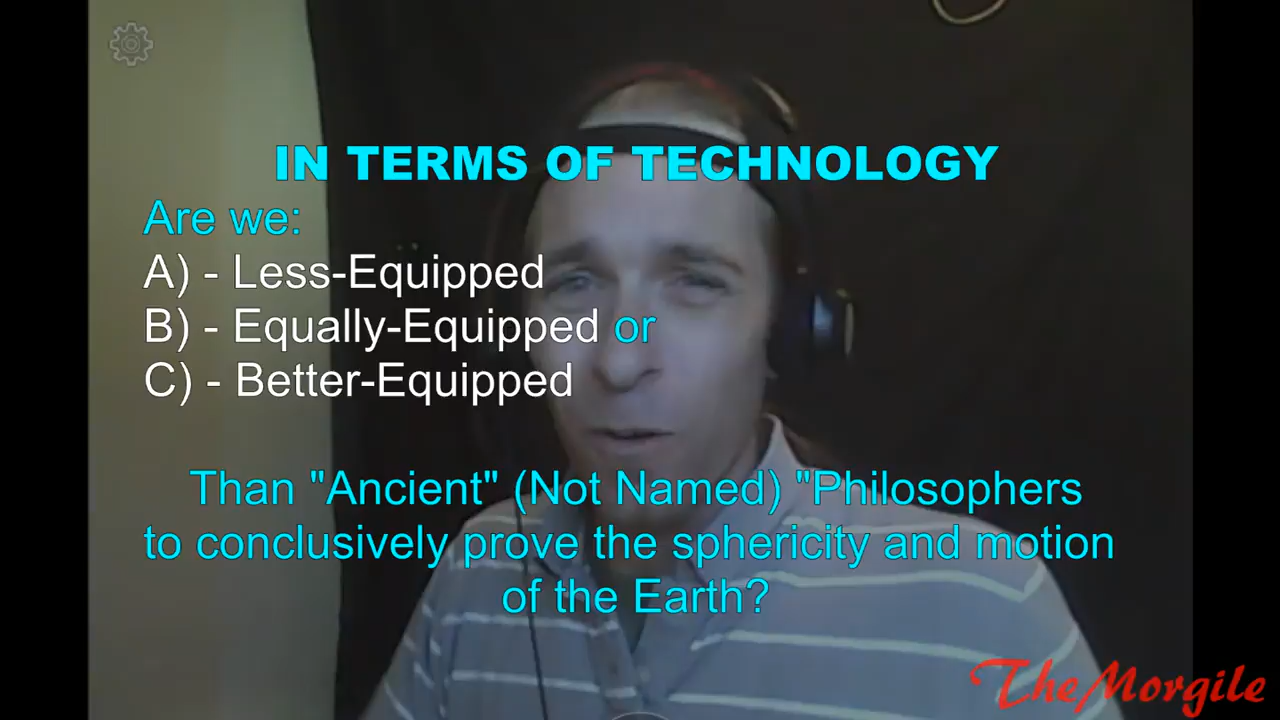 IN TERMS OF TECHNOLOGY
Are we:
A) - Less-Equipped
B) - Equally-Equipped or
C) - Better-Equipped
Than "Ancient" (Not Named) "Philosophers
to conclusively prove the sphericity and motion
of the Earth?
TheMorgile